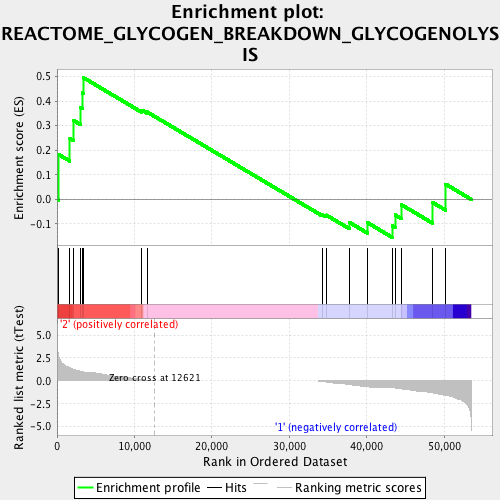 Enrichment plot:
REACTOME_GLYCOGEN_BREAKDOWN_GLYCOGENOLYS
IS
Enrichment score (ES)
0.5
0.4
0.3
0.2
0.1
0.0
-0.1
'2' (positively correlated)
Ranked list metric (tTest)
5.0
2.5
0.0
-2.5
-5.0
Zero cross at 12621
'1' (negatively correlated)
0
10,000
20,000
30,000
40,000
50,000
Rank in Ordered Dataset
Enrichment profile
Hits
Ranking metric scores